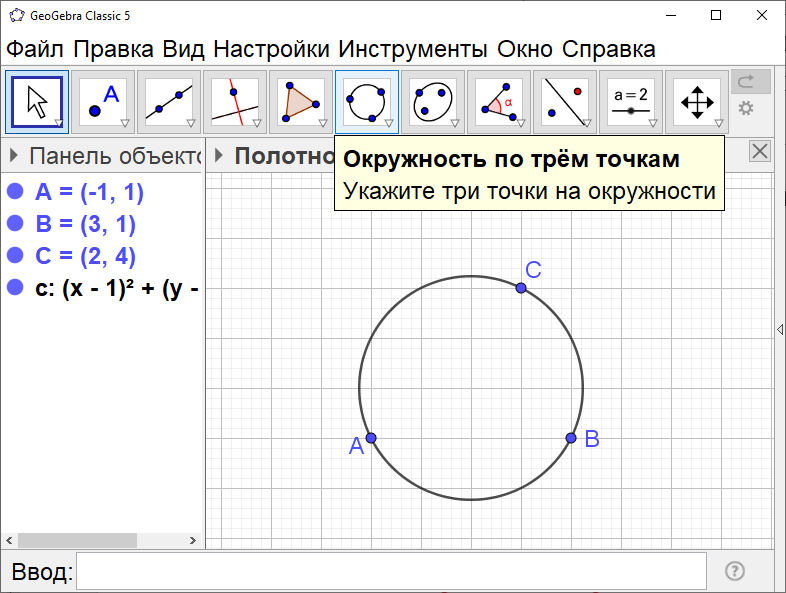 GeoGebra Classic 5
Файл Правка Вид Настройки Инструменты Окно Справка
A
α
a=2
Панель объекто
Полотно
Окружность по трём точкам
Укажите три точки на окружности
A = (-1, 1)
B = (3, 1)
C = (2, 4)
c: (x - 1)² + (y -
C
A
B
Ввод:
?